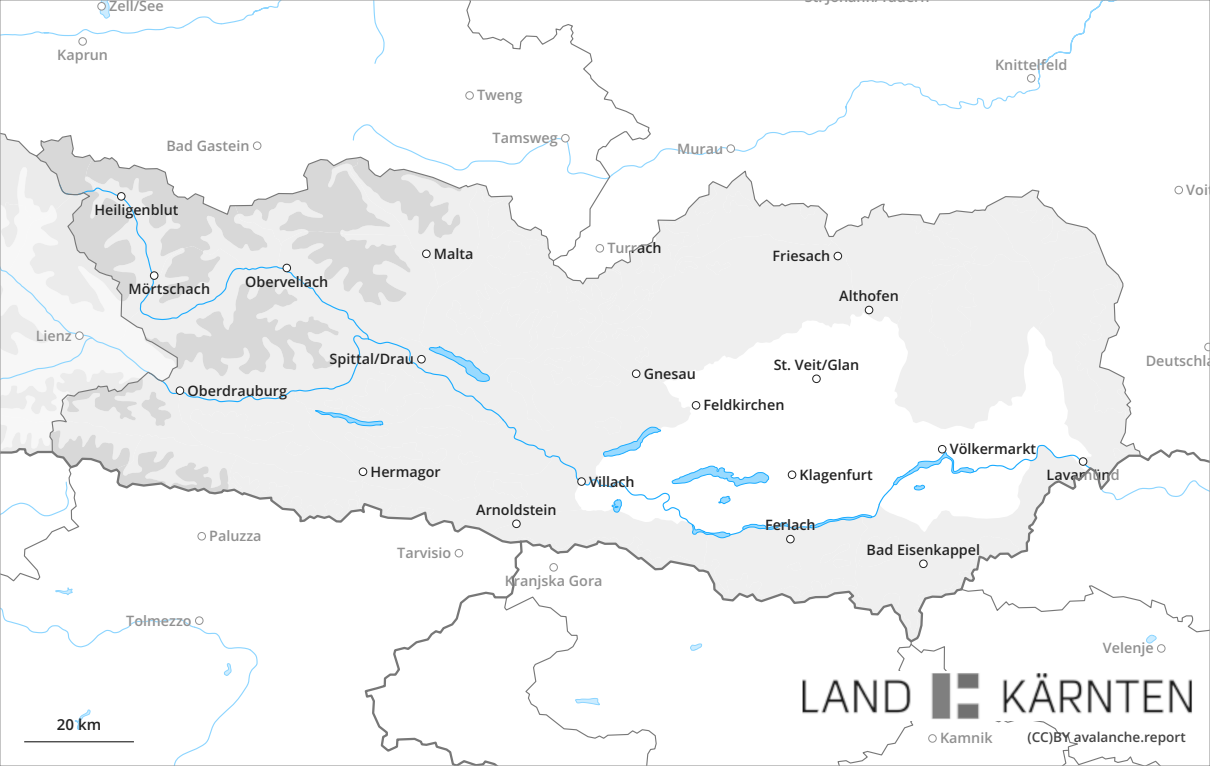 Zell/See
Kaprun
Knittelfeld
Tweng
Tamsweg
Bad Gastein
Murau
Heiligenblut
Turrach
Malta
Friesach
Mörtschach
Obervellach
Althofen
Lienz
Spittal/Drau
St. Veit/Glan
Deutschla
Gnesau
Oberdrauburg
Feldkirchen
Völkermarkt
Hermagor
Klagenfurt
Lavamünd
Villach
Arnoldstein
Ferlach
Paluzza
Tarvisio
Bad Eisenkappel
Kranjska Gora
Tolmezzo
Velenje
LAND KÄRNTEN
20 km
Kamnik
(CC)BY avalanche.report